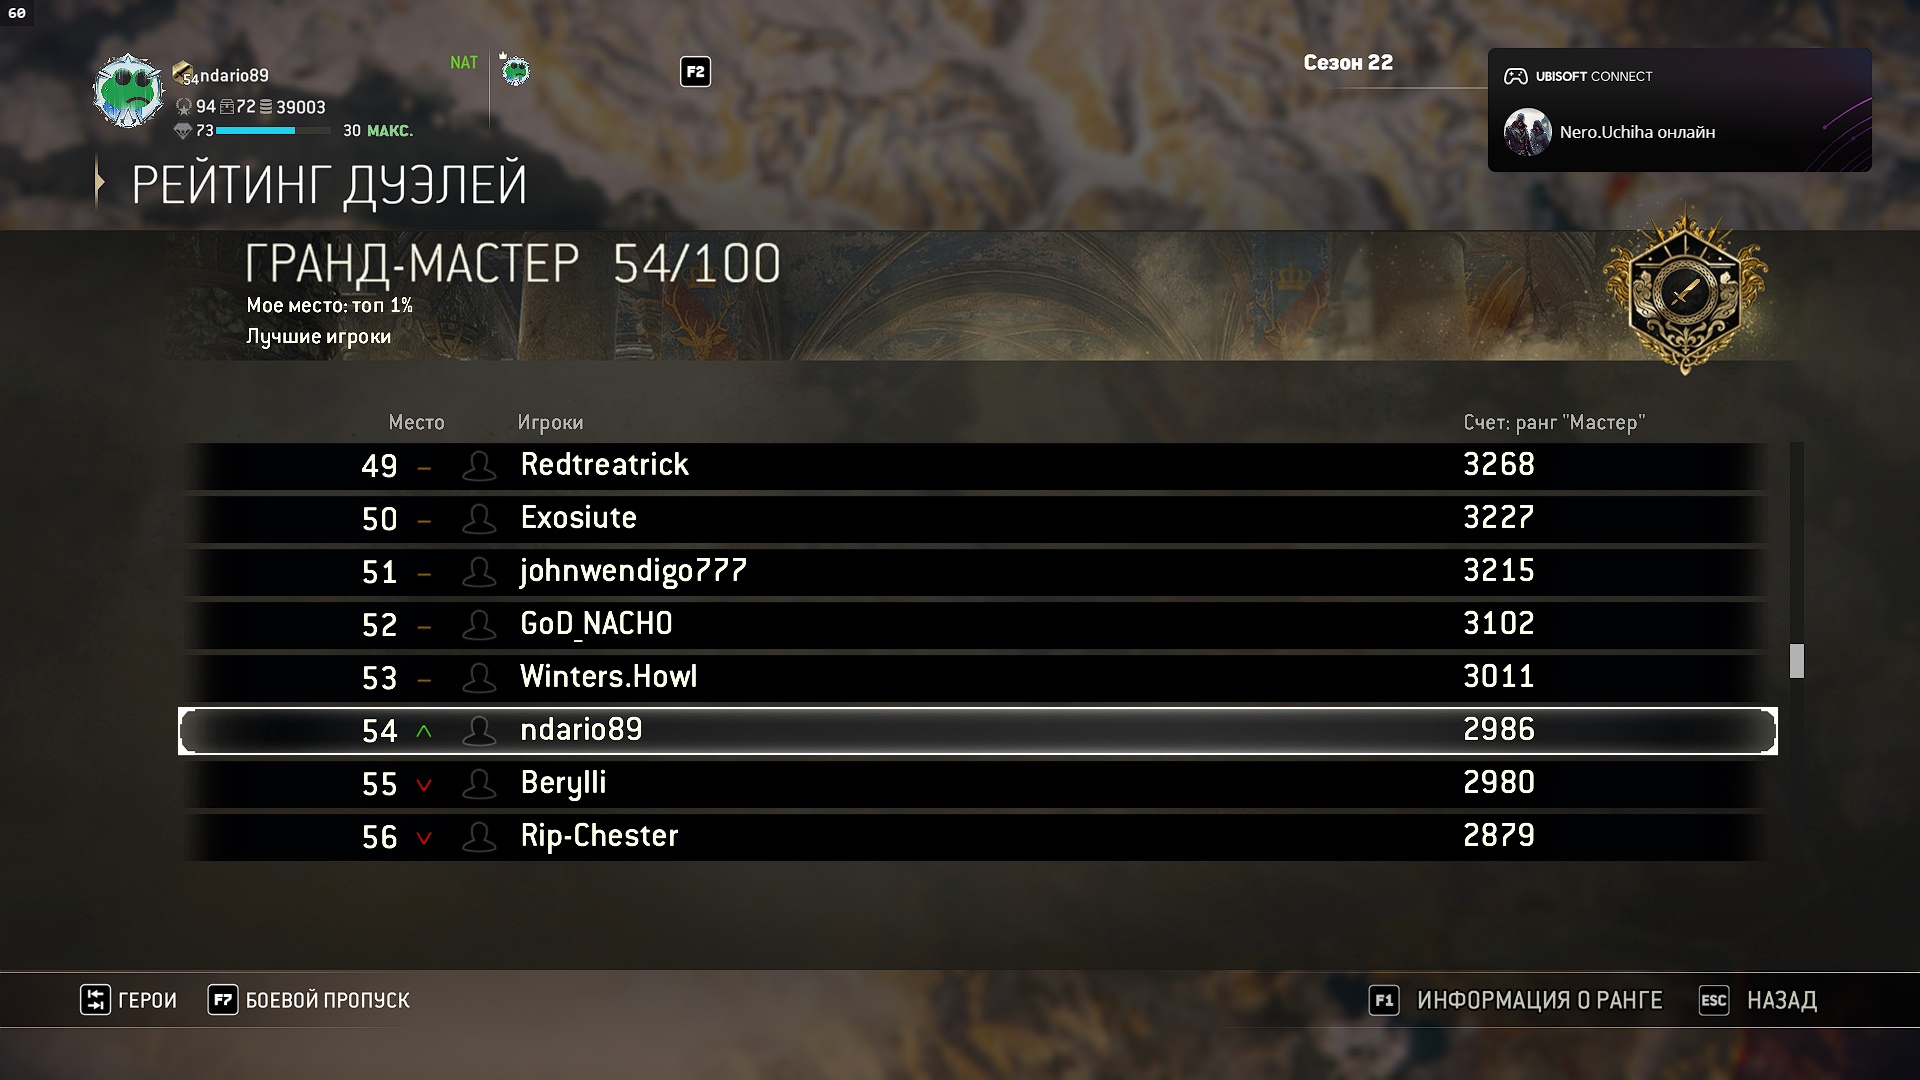 60
54 ndario89
94 72 39003
73 30 МАКС.
NAT
F2
Сезон 22
UBISOFT CONNECT
Nero.Uchiha онлайн
РЕЙТИНГ ДУЭЛЕЙ
ГРАНД-МАСТЕР 54/100
Мое место: топ 1%
Лучшие игроки
Место Игроки Счет: ранг "Мастер"
49 – Redtreatrick 3268
50 – Exosiute 3227
51 – johnwendigo777 3215
52 – GoD_NACHO 3102
53 – Winters.Howl 3011
54 ndario89 2986
55 Berylli 2980
56 Rip-Chester 2879
ГЕРОИ F7 БОЕВОЙ ПРОПУСК F1 ИНФОРМАЦИЯ О РАНГЕ ESC НАЗАД